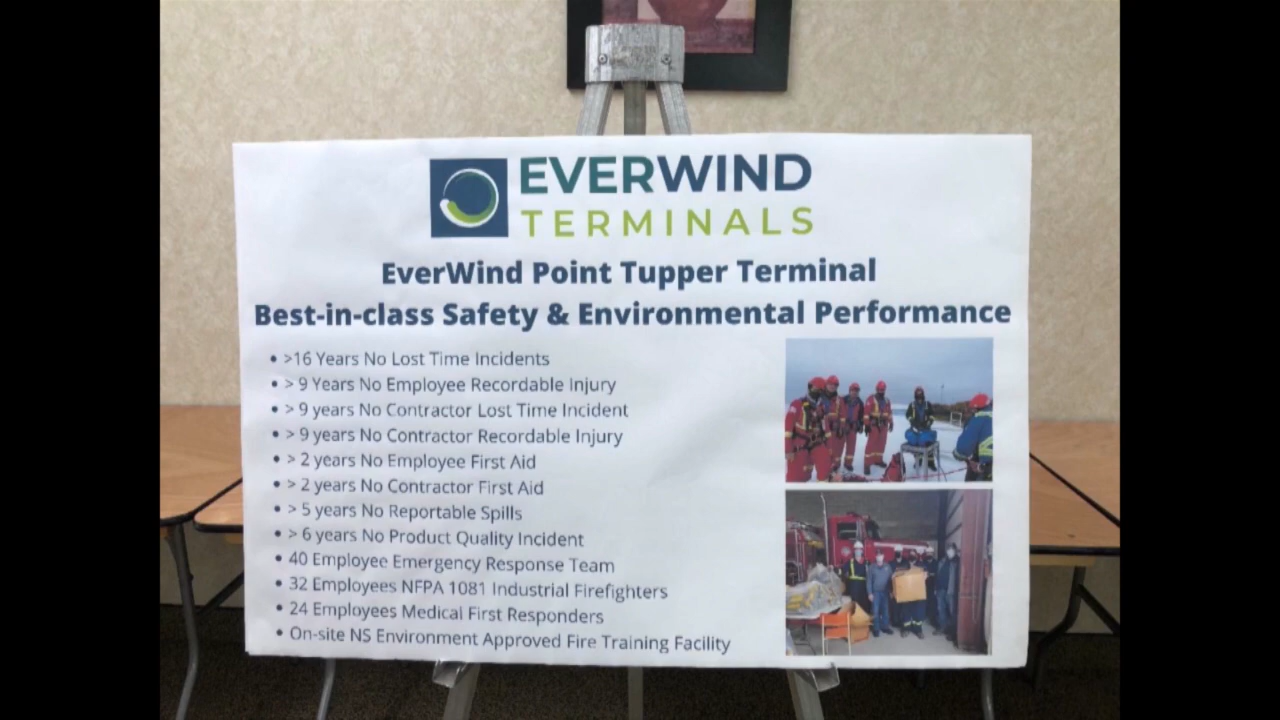 EVERWIND
TERMINALS
EverWind Point Tupper Terminal
Best-in-class Safety & Environmental Performance
• >16 Years No Lost Time Incidents
• > 9 Years No Employee Recordable Injury
• > 9 years No Contractor Lost Time Incident
• > 9 years No Contractor Recordable Injury
• > 2 years No Employee First Aid
• > 2 years No Contractor First Aid
• > 5 years No Reportable Spills
• > 6 years No Product Quality Incident
• 40 Employee Emergency Response Team
• 32 Employees NFPA 1081 Industrial Firefighters
• 24 Employees Medical First Responders
• On-site NS Environment Approved Fire Training Facility